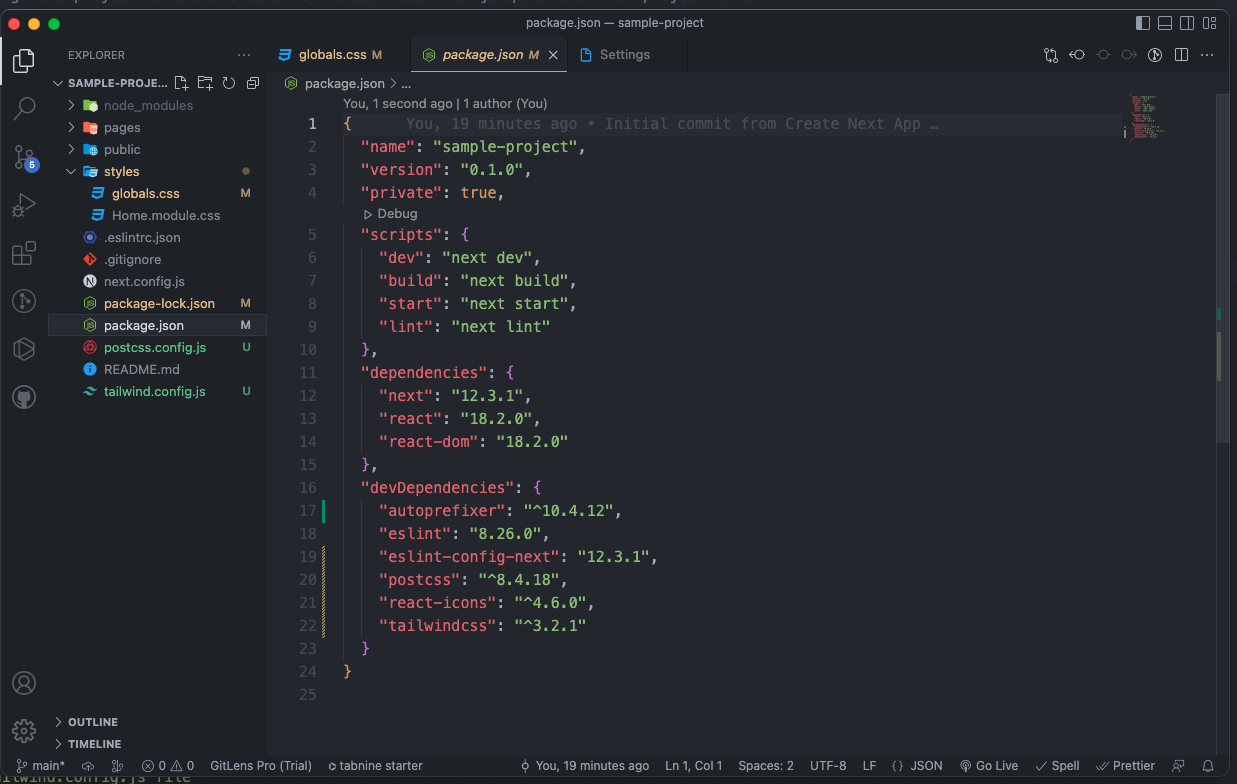 package.json — sample-project
EXPLORER
SAMPLE-PROJE...
node_modules
pages
public
styles
globals.css M
Home.module.css
.eslintrc.json
.gitignore
next.config.js
package-lock.json M
package.json M
postcss.config.js U
README.md
tailwind.config.js U
OUTLINE
TIMELINE
5
globals.css M
package.json M
Settings
package.json > ...
You, 1 second ago | 1 author (You)
1 { You, 19 minutes ago • Initial commit from Create Next App …
2 "name": "sample-project",
3 "version": "0.1.0",
4 "private": true,
Debug
5 "scripts": {
6 "dev": "next dev",
7 "build": "next build",
8 "start": "next start",
9 "lint": "next lint"
10 },
11 "dependencies": {
12 "next": "12.3.1",
13 "react": "18.2.0",
14 "react-dom": "18.2.0"
15 },
16 "devDependencies": {
17 "autoprefixer": "^10.4.12",
18 "eslint": "8.26.0",
19 "eslint-config-next": "12.3.1",
20 "postcss": "^8.4.18",
21 "react-icons": "^4.6.0",
22 "tailwindcss": "^3.2.1"
23 }
24 }
25
main* 0 0 GitLens Pro (Trial) tabnine starter You, 19 minutes ago Ln 1, Col 1 Spaces: 2 UTF-8 LF {} JSON Go Live Spell Prettier